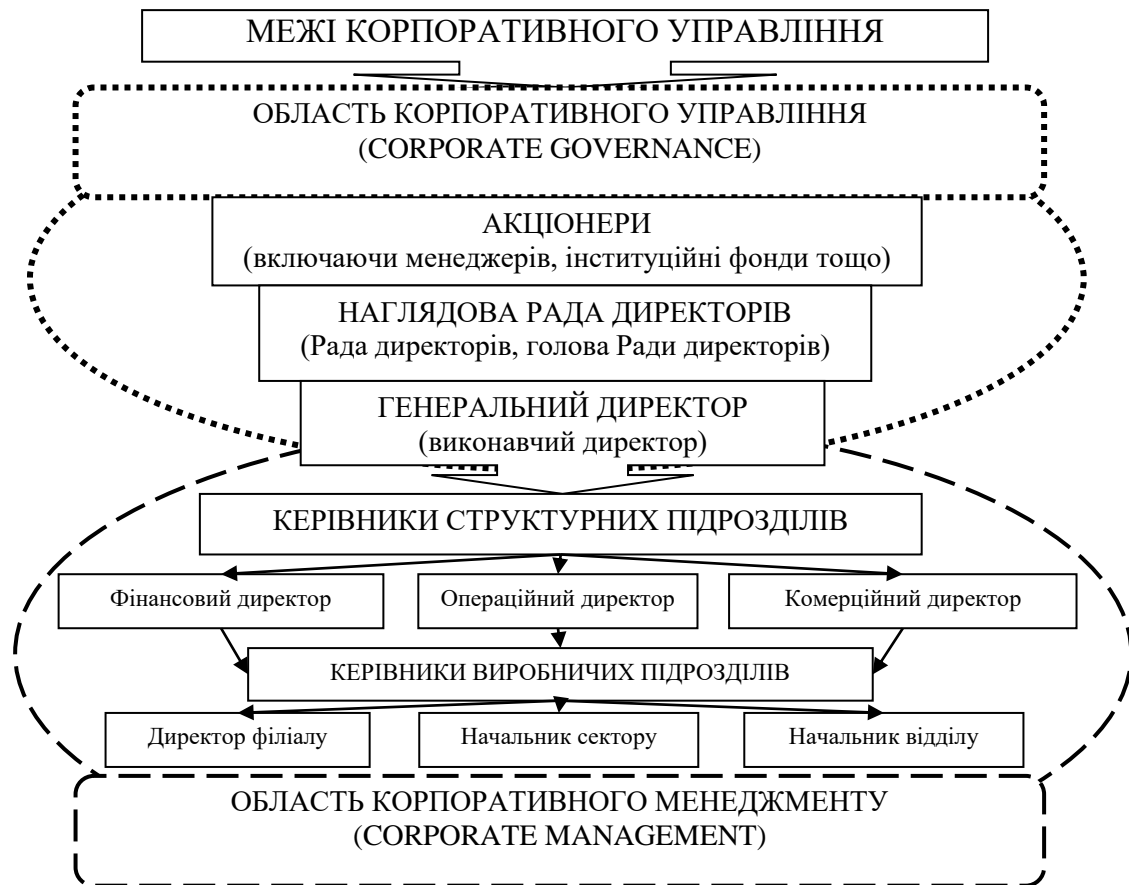 МЕЖІ КОРПОРАТИВНОГО УПРАВЛІННЯ
ОБЛАСТЬ КОРПОРАТИВНОГО УПРАВЛІННЯ
(CORPORATE GOVERNANCE)
АКЦІОНЕРИ
(включаючи менеджерів, інституційні фонди тощо)
НАГЛЯДОВА РАДА ДИРЕКТОРІВ
(Рада директорів, голова Ради директорів)
ГЕНЕРАЛЬНИЙ ДИРЕКТОР
(виконавчий директор)
КЕРІВНИКИ СТРУКТУРНИХ ПІДРОЗДІЛІВ
Фінансовий директор
Операційний директор
Комерційний директор
КЕРІВНИКИ ВИРОБНИЧИХ ПІДРОЗДІЛІВ
Директор філіалу
Начальник сектору
Начальник відділу
ОБЛАСТЬ КОРПОРАТИВНОГО МЕНЕДЖМЕНТУ
(CORPORATE MANAGEMENT)